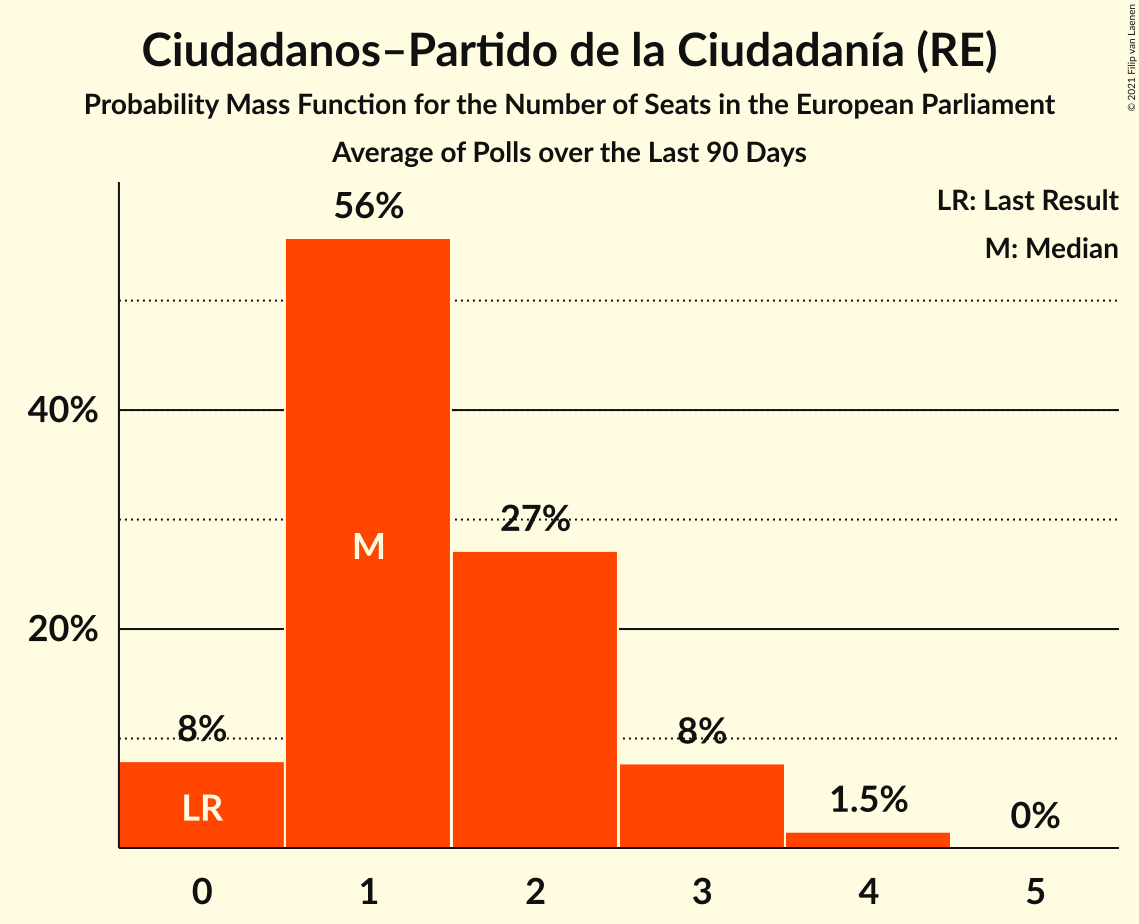 Ciudadanos–Partido de la Ciudadanía (RE)
Probability Mass Function for the Number of Seats in the European Parliament
Average of Polls over the Last 90 Days
© 2021 Filip van Laenen
LR: Last Result
M: Median
56%
40%
27%
M
20%
8%
8%
LR
1.5%
0%
0 1 2 3 4 5